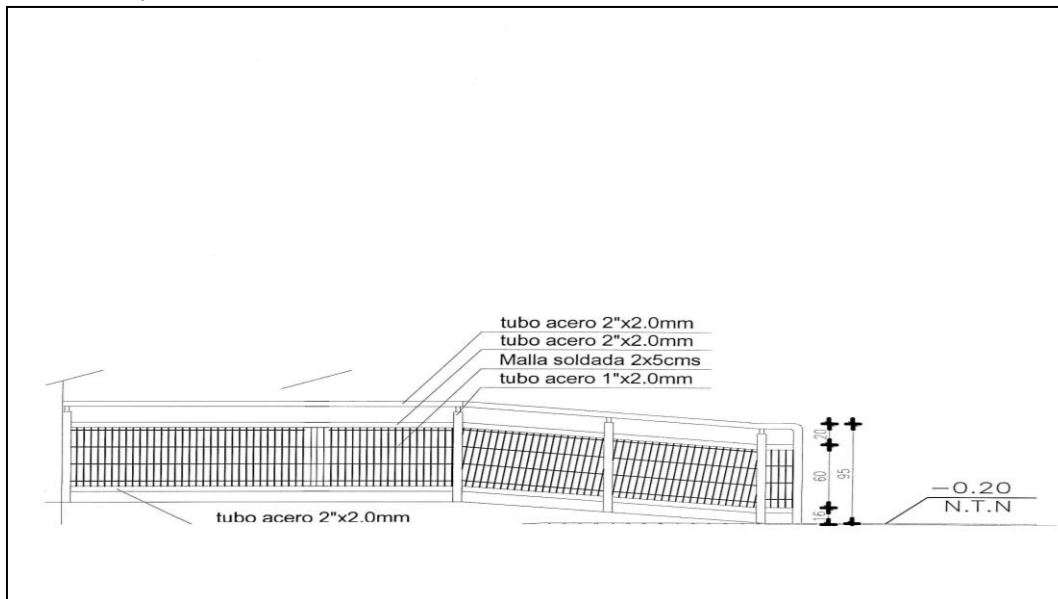 tubo acero 2"x2.0mm
tubo acero 2"x2.0mm
Malla soldada 2x5cms
tubo acero 1"x2.0mm
20
60
95
16
-0.20
N.T.N
tubo acero 2"x2.0mm